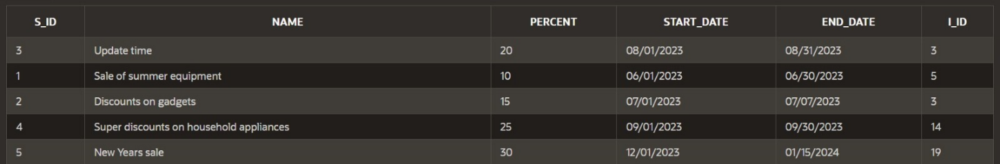 S_ID NAME PERCENT START_DATE END_DATE I_ID
3 Update time 20 08/01/2023 08/31/2023 3
1 Sale of summer equipment 10 06/01/2023 06/30/2023 5
2 Discounts on gadgets 15 07/01/2023 07/07/2023 3
4 Super discounts on household appliances 25 09/01/2023 09/30/2023 14
5 New Years sale 30 12/01/2023 01/15/2024 19